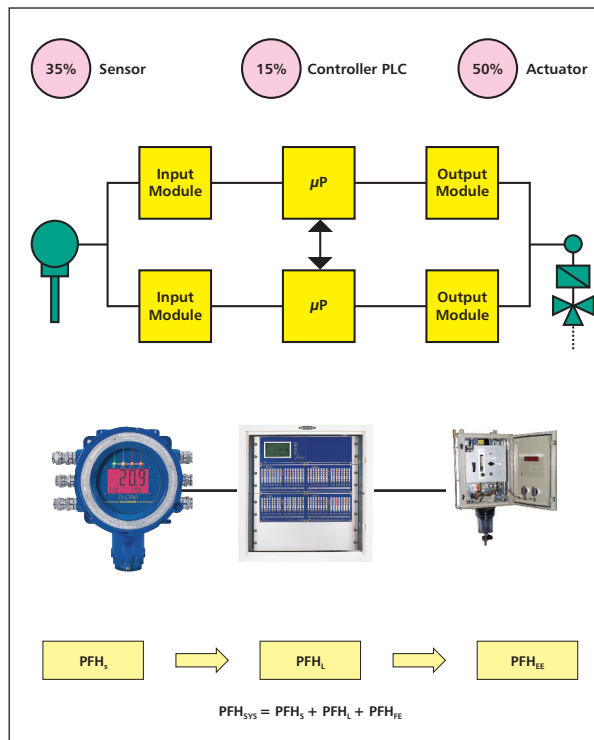 35% Sensor
15% Controller PLC
50% Actuator
Input
Module
µP
Output
Module
Input
Module
µP
Output
Module
20.9
PFHs
PFHL
PFHEE
PFHSYS = PFHS + PFHL + PFHFE